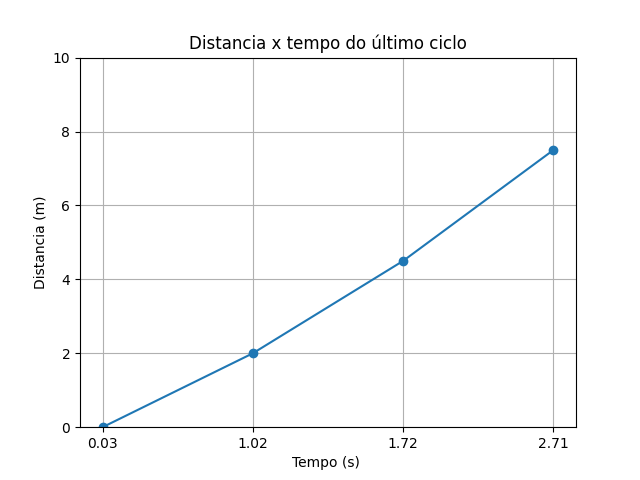 Distancia x tempo do último ciclo
10
8
6
4
2
0
Distancia (m)
0.03 1.02 1.72 2.71
Tempo (s)